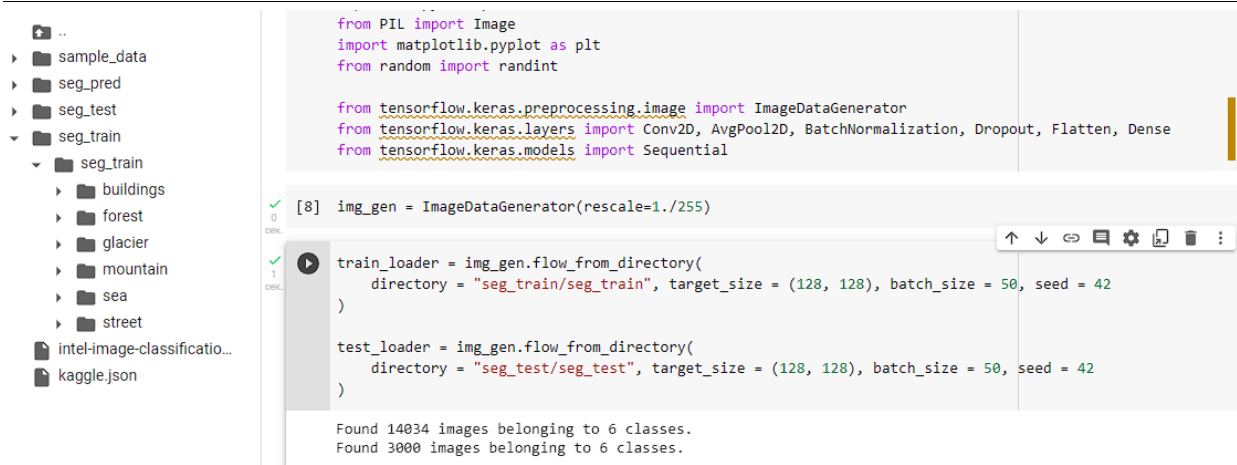 ..
sample_data
seg_pred
seg_test
seg_train
seg_train
buildings
forest
glacier
mountain
sea
street
intel-image-classificatio...
kaggle.json
from PIL import Image
import matplotlib.pyplot as plt
from random import randint
from tensorflow.keras.preprocessing.image import ImageDataGenerator
from tensorflow.keras.layers import Conv2D, AvgPool2D, BatchNormalization, Dropout, Flatten, Dense
from tensorflow.keras.models import Sequential
0
сек.
[8] img_gen = ImageDataGenerator(rescale=1./255)
1
сек.
train_loader = img_gen.flow_from_directory(
directory = "seg_train/seg_train", target_size = (128, 128), batch_size = 50, seed = 42
)
test_loader = img_gen.flow_from_directory(
directory = "seg_test/seg_test", target_size = (128, 128), batch_size = 50, seed = 42
)
Found 14034 images belonging to 6 classes.
Found 3000 images belonging to 6 classes.